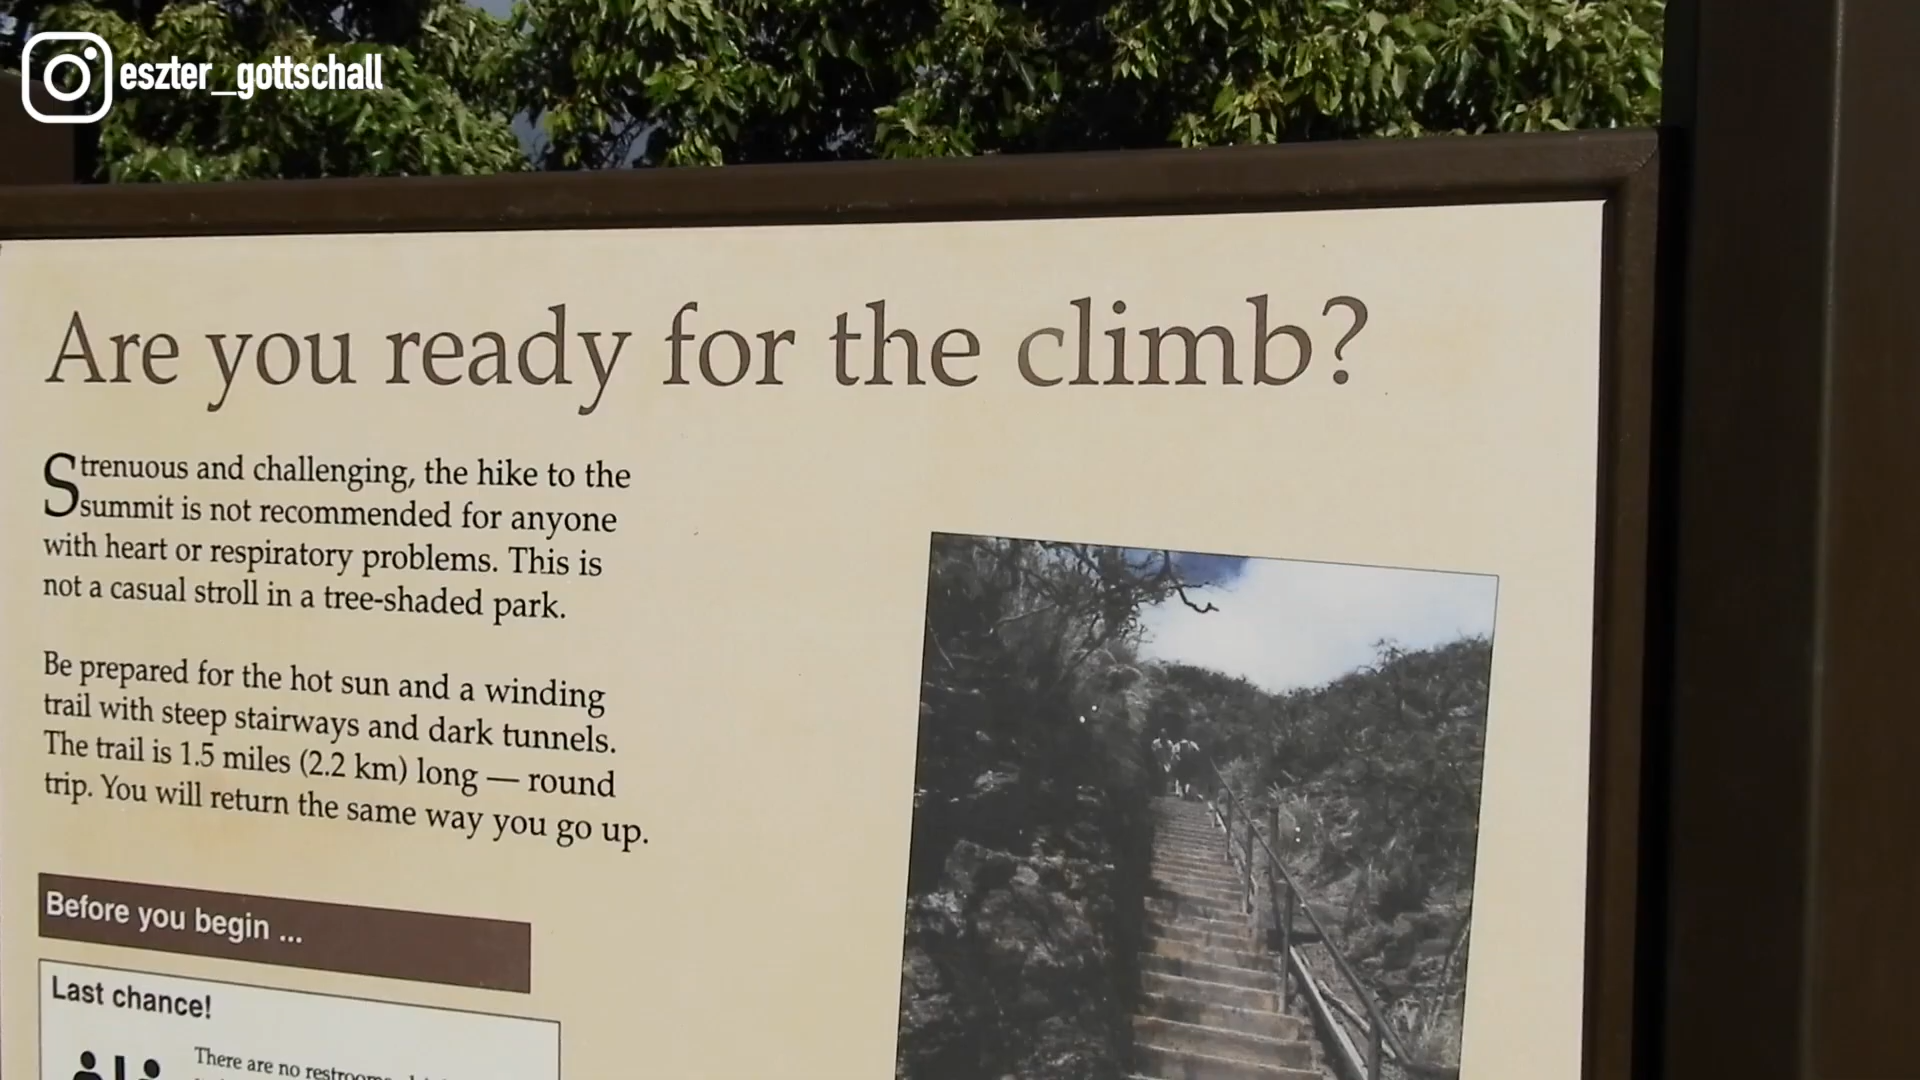 eszter_gottschall
Are you ready for the climb?
Strenuous and challenging, the hike to the
summit is not recommended for anyone
with heart or respiratory problems. This is
not a casual stroll in a tree-shaded park.
Be prepared for the hot sun and a winding
trail with steep stairways and dark tunnels.
The trail is 1.5 miles (2.2 km) long — round
trip. You will return the same way you go up.
Before you begin ...
Last chance!
There are no